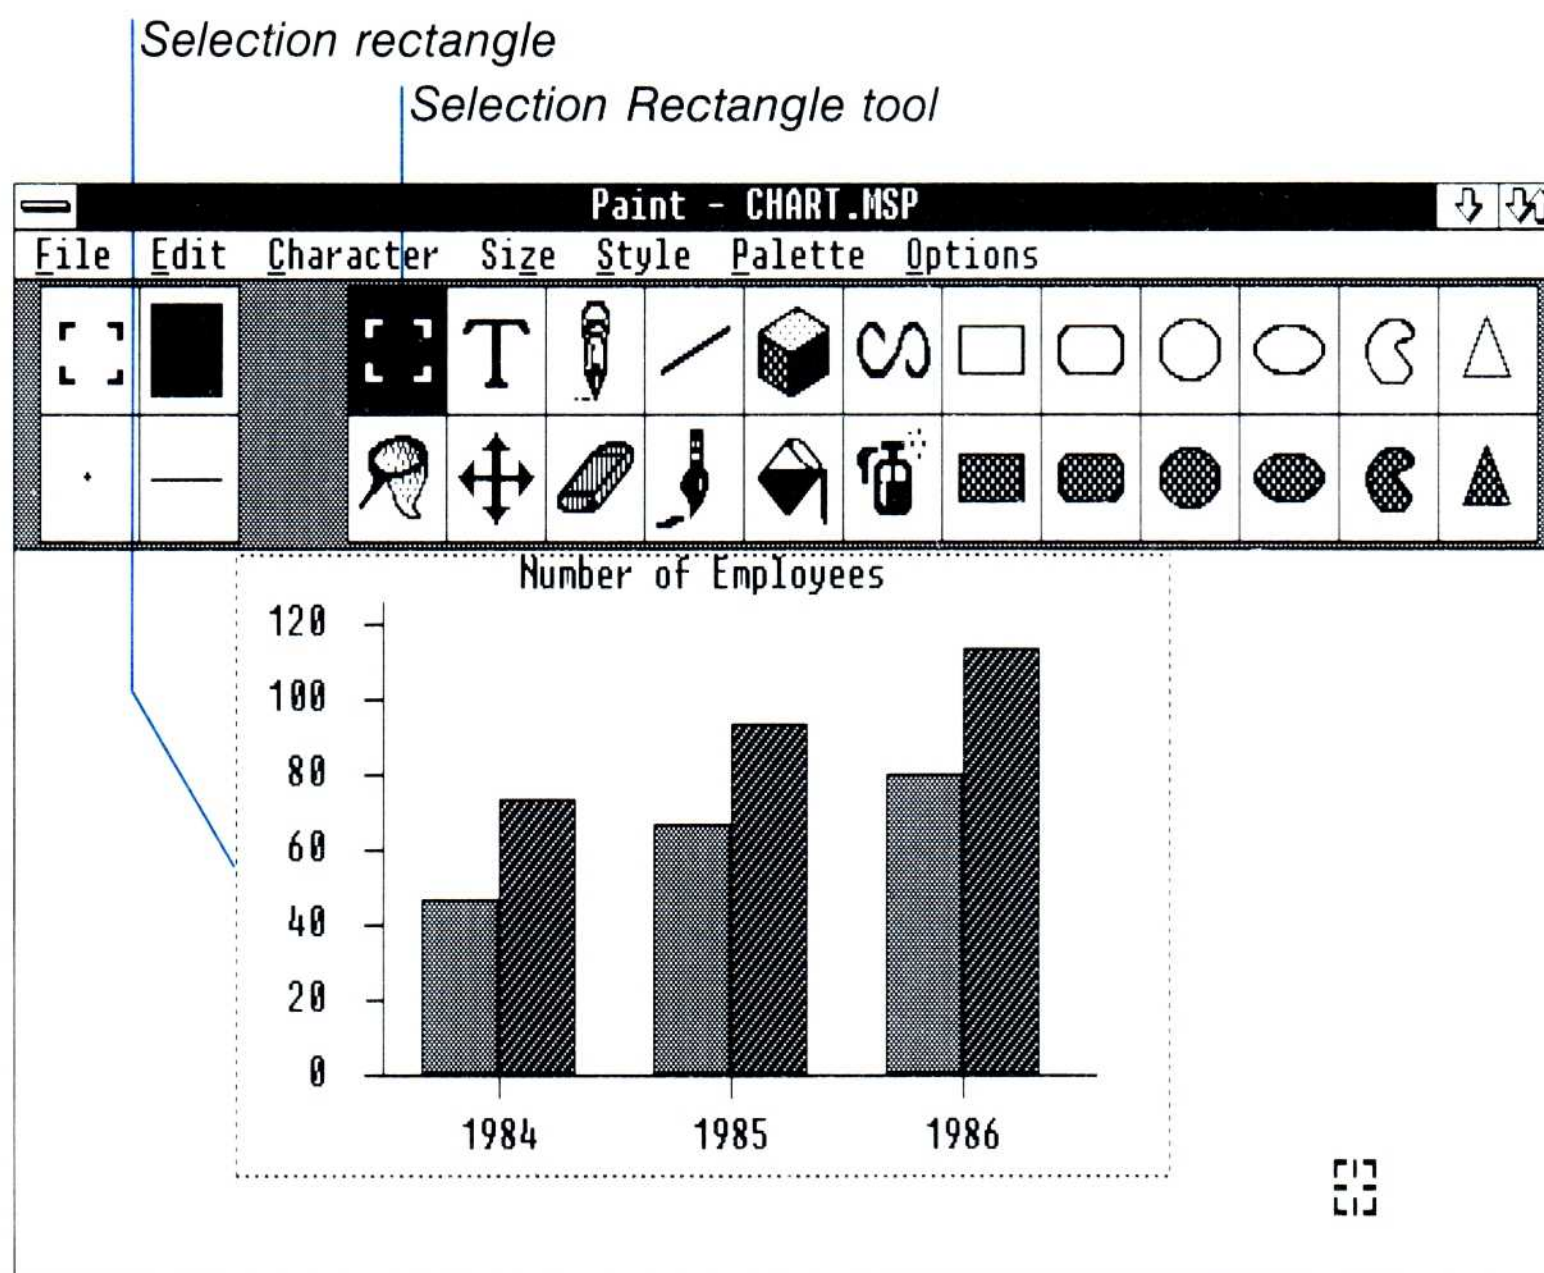 Selection rectangle
Selection Rectangle tool
Paint - CHART.MSP
File Edit Character Size Style Palette Options
T
Number of Employees
120
100
80
60
40
20
0
1984 1985 1986